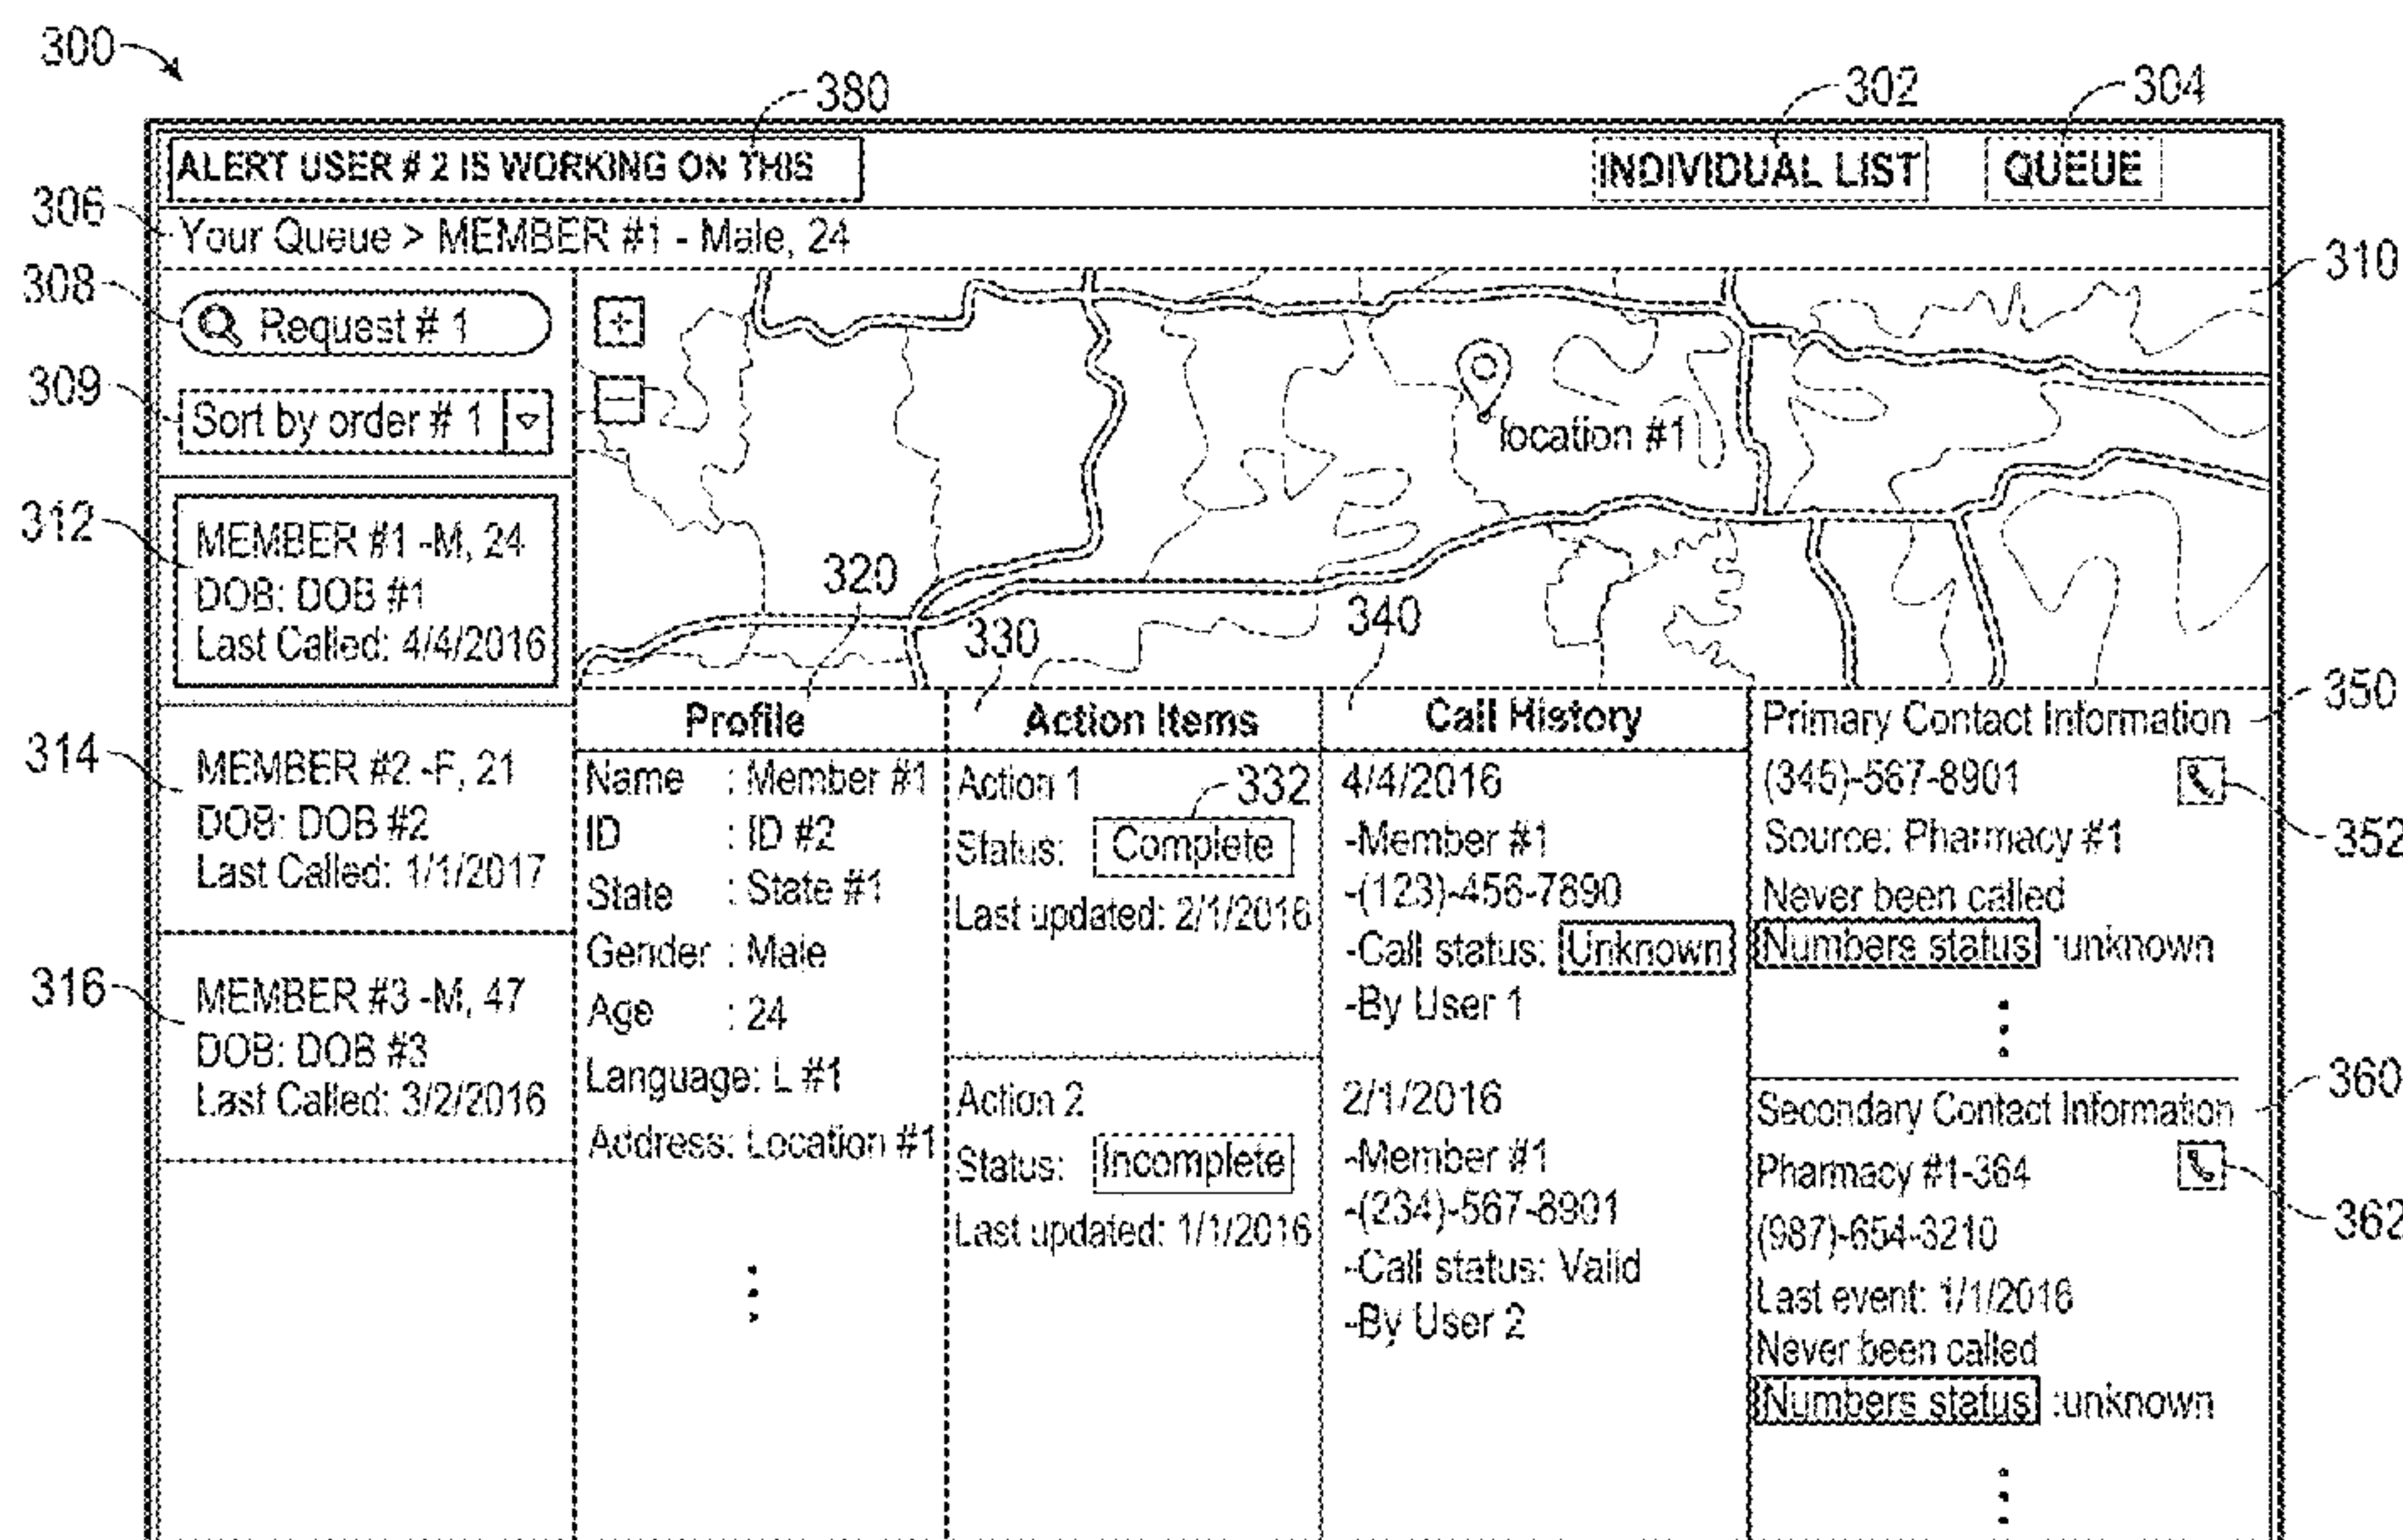 300
380
302
304
ALERT USER # 2 IS WORKING ON THIS
INDIVIDUAL LIST
QUEUE
306
Your Queue > MEMBER #1 - Male, 24
308
Request # 1
310
309
Sort by order # 1
+
−
location #1
312
MEMBER #1 -M, 24
DOB: DOB #1
Last Called: 4/4/2016
314
MEMBER #2 -F, 21
DOB: DOB #2
Last Called: 1/1/2017
316
MEMBER #3 -M, 47
DOB: DOB #3
Last Called: 3/2/2016
320
Profile
Name : Member #1
ID : ID #2
State : State #1
Gender : Male
Age : 24
Language: L #1
Address: Location #1
330
Action Items
Action 1
332
Status: Complete
Last updated: 2/1/2016
Action 2
Status: Incomplete
Last updated: 1/1/2016
340
Call History
4/4/2016
-Member #1
-(123)-456-7890
-Call status: Unknown
-By User 1
2/1/2016
-Member #1
-(234)-567-8901
-Call status: Valid
-By User 2
350
Primary Contact Information
(345)-567-8901
352
Source: Pharmacy #1
Never been called
Numbers status :unknown
360
Secondary Contact Information
Pharmacy #1-364
362
(987)-654-3210
Last event: 1/1/2016
Never been called
Numbers status :unknown